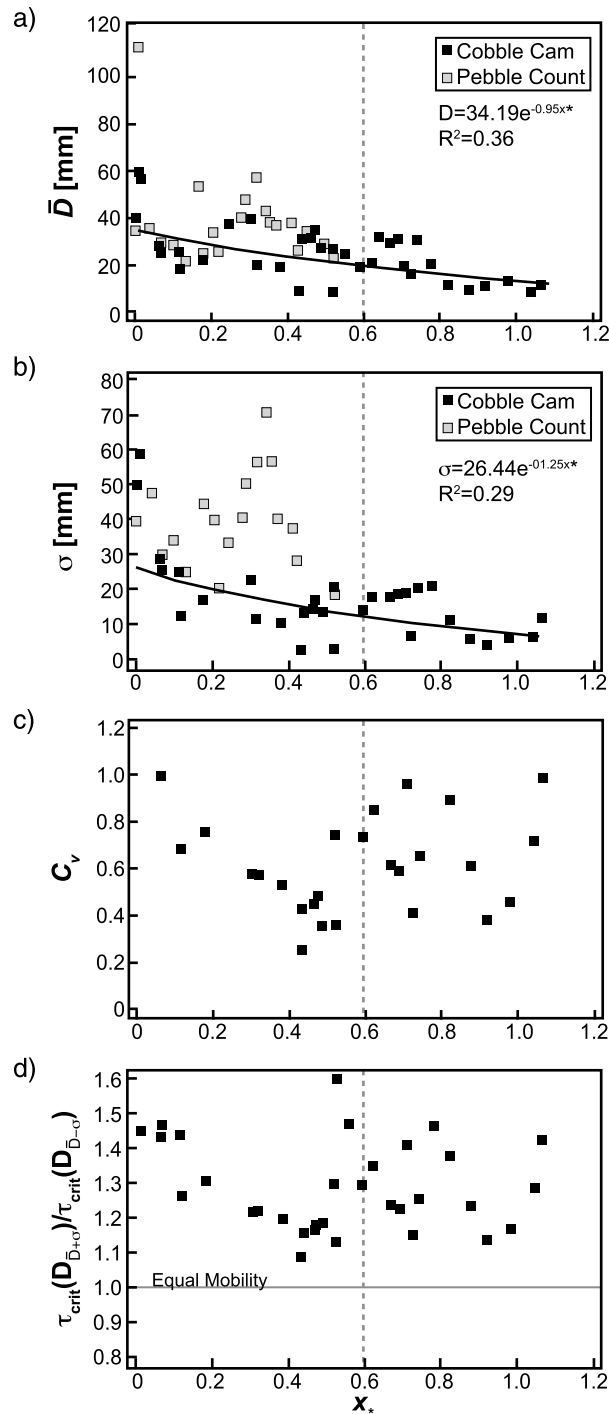 a)
120
100
60
40
20
0
D̄ [mm]
Cobble Cam
Pebble Count
D=34.19e^-0.95x*
R²=0.36
0 0.2 0.4 0.6 0.8 1.0 1.2
b)
80
70
60
50
40
30
20
10
0
σ [mm]
Cobble Cam
Pebble Count
σ=26.44e^-01.25x*
R²=0.29
0 0.2 0.4 0.6 0.8 1.0 1.2
c)
1.2
1.0
0.8
0.6
0.4
0.2
0
C_v
0 0.2 0.4 0.6 0.8 1.0 1.2
d)
1.6
1.5
1.4
1.3
1.2
1.1
1.0
0.9
0.8
τcrit(D_D̄+σ)/τcrit(D_D̄−σ)
Equal Mobility
0 0.2 0.4 0.6 0.8 1.0 1.2
x*